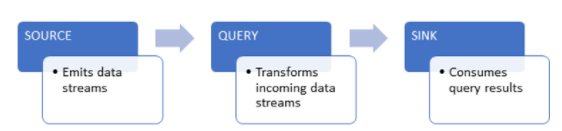 SOURCE
• Emits data
streams
QUERY
• Transforms
incoming data
streams
SINK
• Consumes
query results